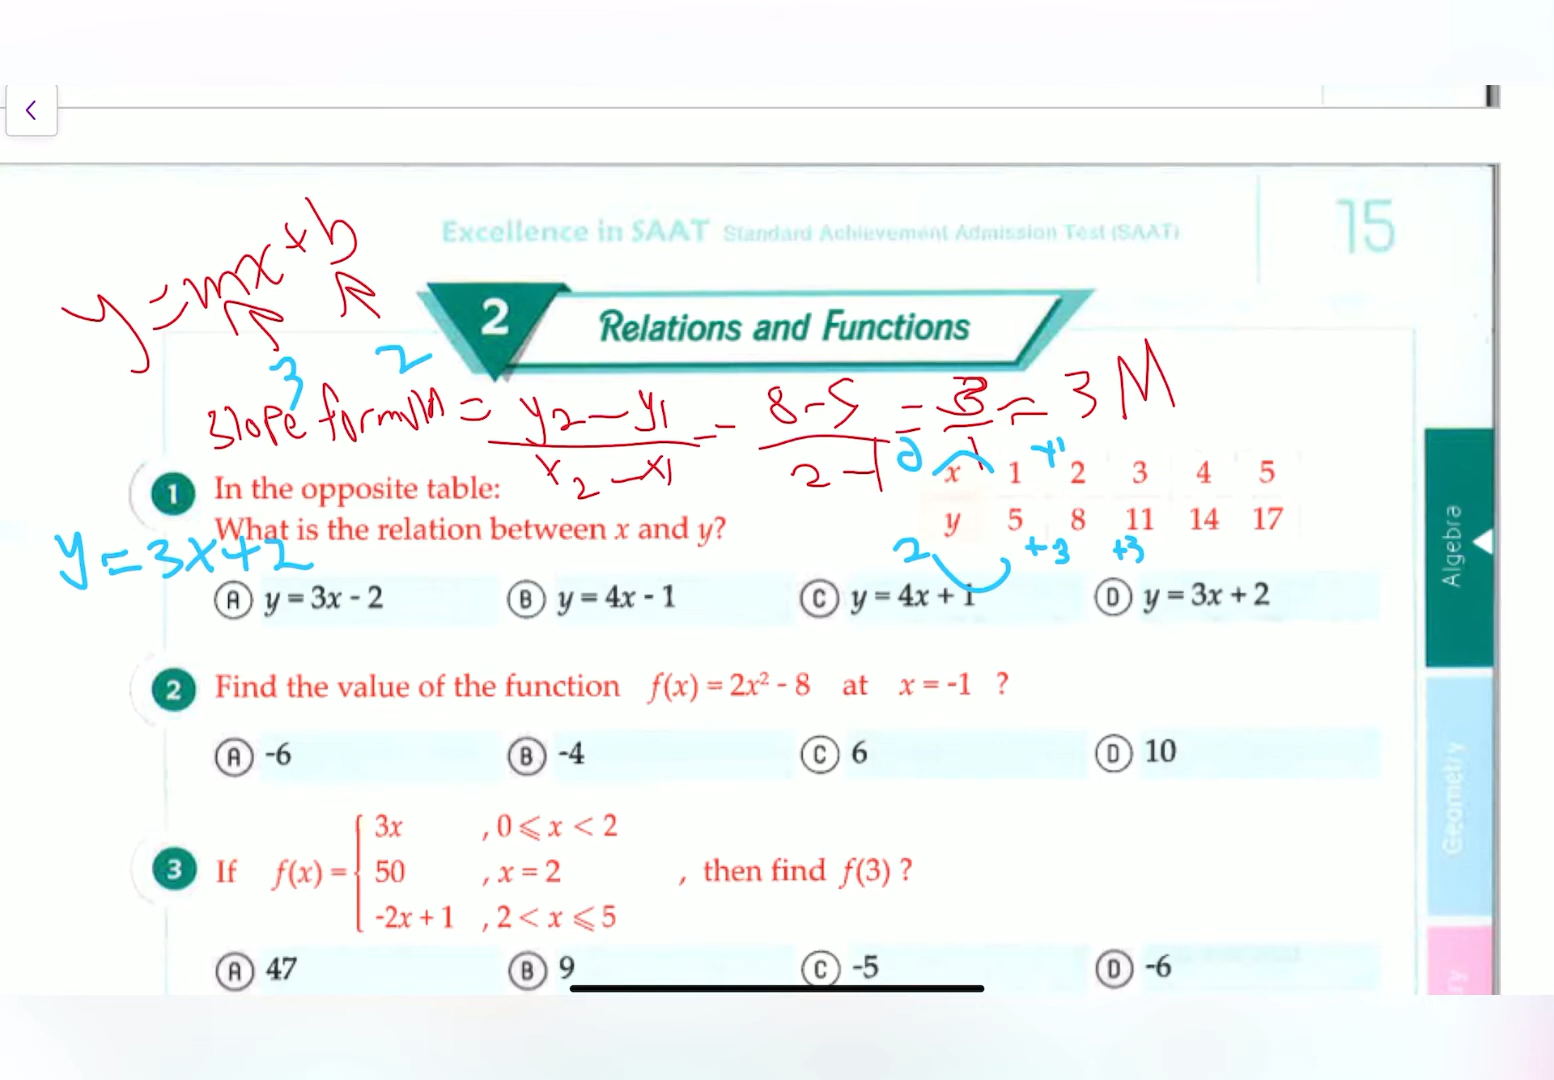 15
Excellence in SAAT Standard Achievement Admission Test (SAAT)
y = mx + b
2
Relations and Functions
3 2
slope formula = y2 - y1 / x2 - x1 = 8-5 / 2-1 = 3 / 1 = 3 M
1 In the opposite table:
What is the relation between x and y?
0 +1
x 1 2 3 4 5
y 5 8 11 14 17
2 +3 +3
y = 3x + 2
A y = 3x - 2 B y = 4x - 1 C y = 4x + 1 D y = 3x + 2
2 Find the value of the function f(x) = 2x² - 8 at x = -1 ?
A -6 B -4 C 6 D 10
3x , 0 ⩽ x < 2
3 If f(x) = { 50 , x = 2 , then find f(3) ?
-2x + 1 , 2 < x ⩽ 5
A 47 B 9 C -5 D -6
Algebra
Geometry
ry